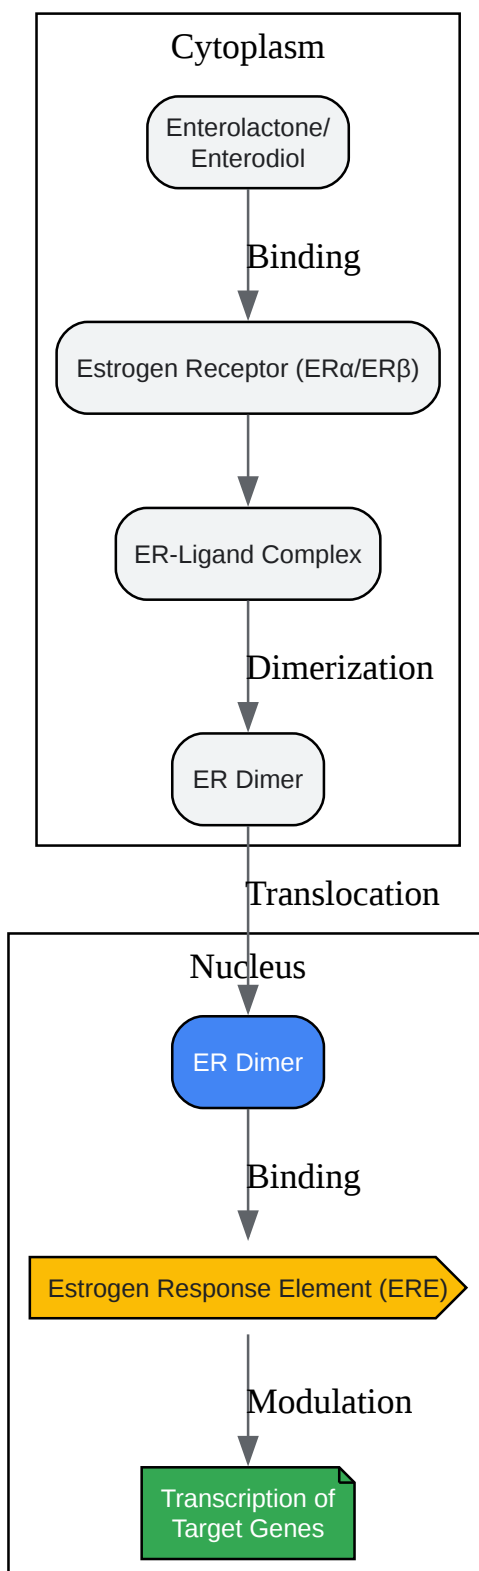 Cytoplasm
Enterolactone/
Enterodiol
Binding
Estrogen Receptor (ERα/ERβ)
ER-Ligand Complex
Dimerization
ER Dimer
Translocation
Nucleus
ER Dimer
Binding
Estrogen Response Element (ERE)
Modulation
Transcription of
Target Genes